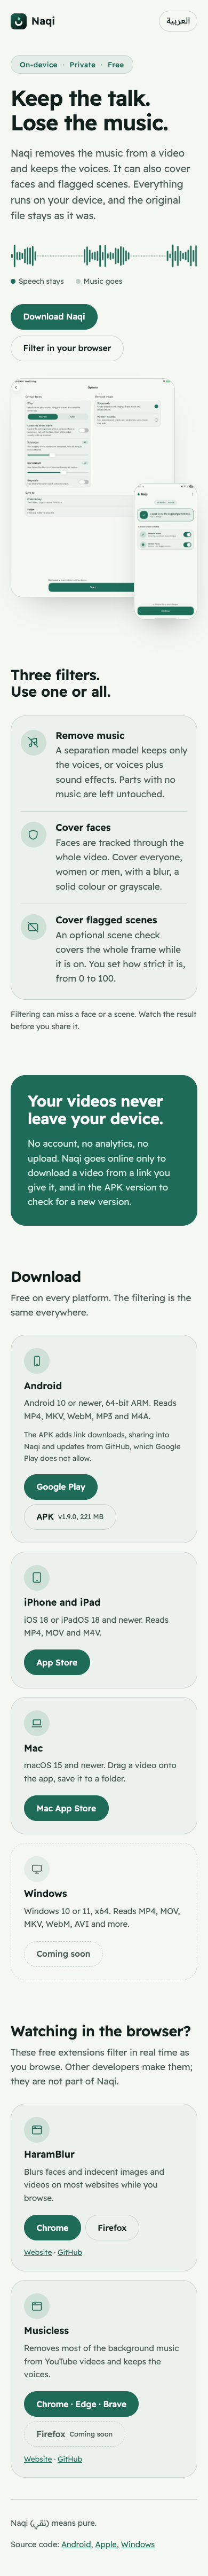 Naqi
العربية
On-device · Private · Free
Keep the talk.
Lose the music.
Naqi removes the music from a video
and keeps the voices. It can also cover
faces and flagged scenes. Everything
runs on your device, and the original
file stays as it was.
Speech stays
Music goes
Download Naqi
Filter in your browser
Options
Naqi
Three filters.
Use one or all.
Remove music
A separation model keeps only
the voices, or voices plus
sound effects. Parts with no
music are left untouched.
Cover faces
Faces are tracked through the
whole video. Cover everyone,
women or men, with a blur, a
solid colour or grayscale.
Cover flagged scenes
An optional scene check
covers the whole frame while
it is on. You set how strict it is,
from 0 to 100.
Filtering can miss a face or a scene. Watch the result
before you share it.
Your videos never
leave your device.
No account, no analytics, no
upload. Naqi goes online only to
download a video from a link you
give it, and in the APK version to
check for a new version.
Download
Free on every platform. The filtering is the
same everywhere.
Android
Android 10 or newer, 64-bit ARM. Reads
MP4, MKV, WebM, MP3 and M4A.
The APK adds link downloads, sharing into
Naqi and updates from GitHub, which Google
Play does not allow.
Google Play
APK v1.9.0, 221 MB
iPhone and iPad
iOS 18 or iPadOS 18 and newer. Reads
MP4, MOV and M4V.
App Store
Mac
macOS 15 and newer. Drag a video onto
the app, save it to a folder.
Mac App Store
Windows
Windows 10 or 11, x64. Reads MP4, MOV,
MKV, WebM, AVI and more.
Coming soon
Watching in the browser?
These free extensions filter in real time as
you browse. Other developers make them;
they are not part of Naqi.
HaramBlur
Blurs faces and indecent images and
videos on most websites while you
browse.
Chrome
Firefox
Website · GitHub
Musicless
Removes most of the background music
from YouTube videos and keeps the
voices.
Chrome · Edge · Brave
Firefox Coming soon
Website · GitHub
Naqi (نقي) means pure.
Source code: Android, Apple, Windows